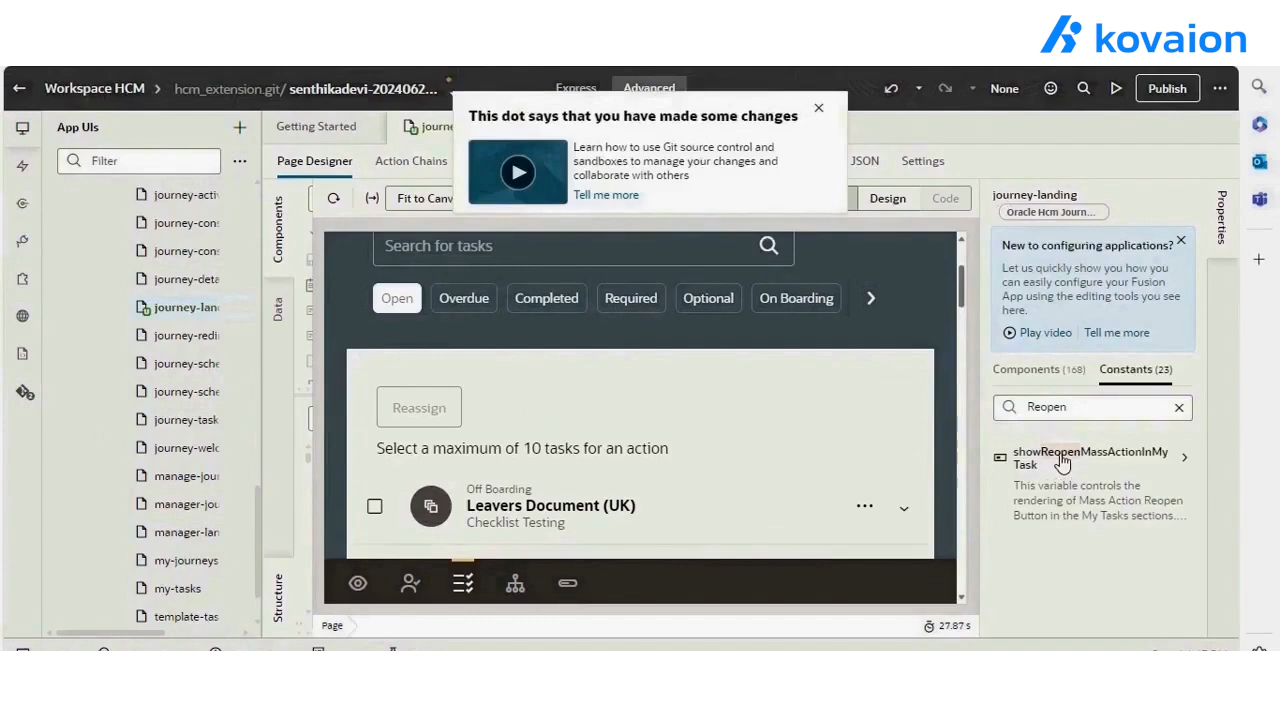 kovaion
Workspace HCM > hcm_extension.git/ senthikadevi-2024062...
Express
Advanced
None
Publish
App UIs
Filter
journey-activ
journey-con:
journey-con:
journey-deta
journey-lan
journey-redi
journey-sche
journey-sche
journey-task
journey-welc
manage-jou
manager-jou
manager-lan
my-journeys
my-tasks
template-tas
Getting Started
journe
Page Designer
Action Chains
JSON
Settings
Fit to Canv
Design
Code
Components
Data
Structure
This dot says that you have made some changes
Learn how to use Git source control and
sandboxes to manage your changes and
collaborate with others
Tell me more
Search for tasks
Open
Overdue
Completed
Required
Optional
On Boarding
Reassign
Select a maximum of 10 tasks for an action
Off Boarding
Leavers Document (UK)
Checklist Testing
Page
27.87 s
journey-landing
Oracle Hcm Journ...
Properties
New to configuring applications?
Let us quickly show you how you
can easily configure your Fusion
App using the editing tools you see
here.
Play video
Tell me more
Components (168)
Constants (23)
Reopen
showReopenMassActionInMy
Task
This variable controls the
rendering of Mass Action Reopen
Button in the My Tasks sections....